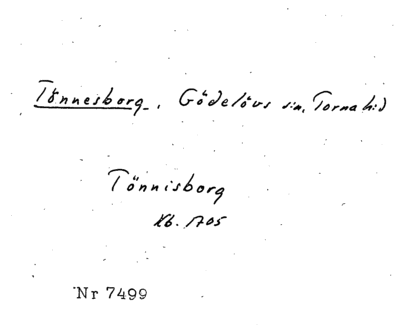 Tönnesborg, Gödelövs sn, Torna hd
Tönnisborg
Kb. 1705
Nr 7499